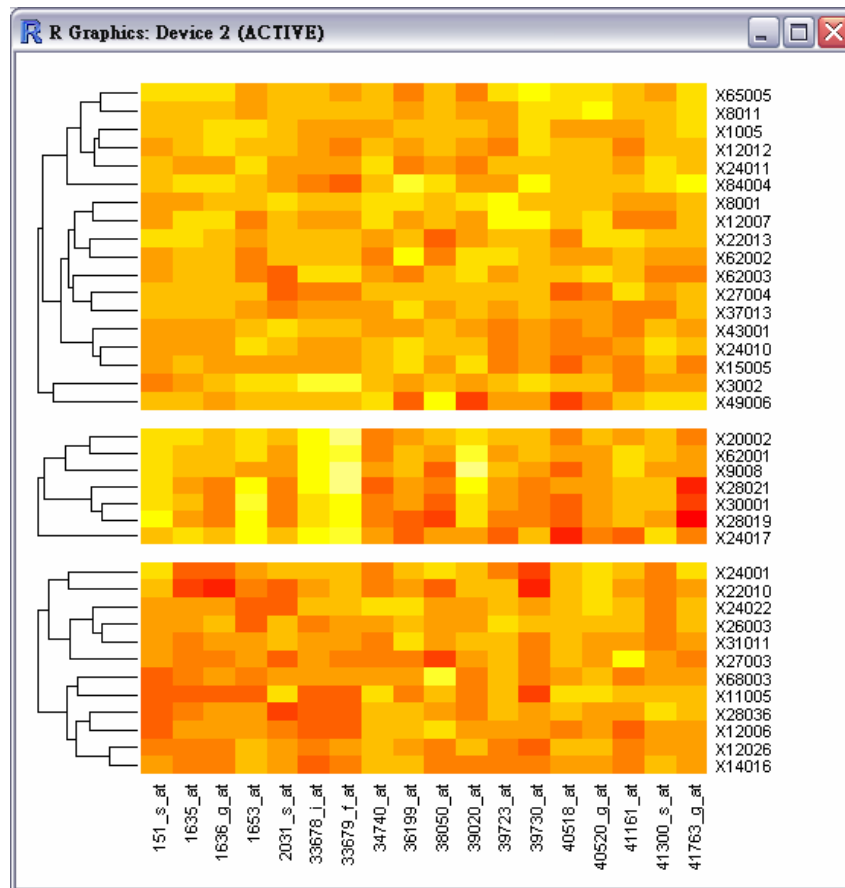 R Graphics: Device 2 (ACTIVE)
X65005
X8011
X1005
X12012
X24011
X84004
X8001
X12007
X22013
X62002
X62003
X27004
X37013
X43001
X24010
X15005
X3002
X49006
X20002
X62001
X9008
X28021
X30001
X28019
X24017
X24001
X22010
X24022
X26003
X31011
X27003
X68003
X11005
X28036
X12006
X12026
X14016
151_s_at
1635_at
1636_g_at
1653_at
2031_s_at
33678_i_at
33679_f_at
34740_at
36199_at
38050_at
39020_at
39723_at
39730_at
40518_at
40520_g_at
41161_at
41300_s_at
41763_g_at